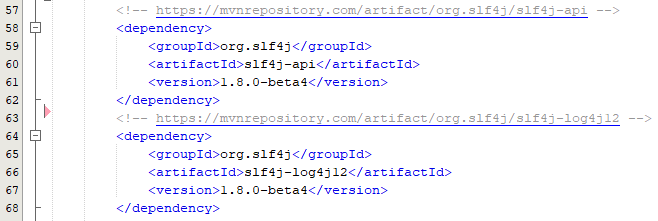 57 <!-- https://mvnrepository.com/artifact/org.slf4j/slf4j-api -->
58 <dependency>
59 <groupId>org.slf4j</groupId>
60 <artifactId>slf4j-api</artifactId>
61 <version>1.8.0-beta4</version>
62 </dependency>
63 <!-- https://mvnrepository.com/artifact/org.slf4j/slf4j-log4j12 -->
64 <dependency>
65 <groupId>org.slf4j</groupId>
66 <artifactId>slf4j-log4j12</artifactId>
67 <version>1.8.0-beta4</version>
68 </dependency>